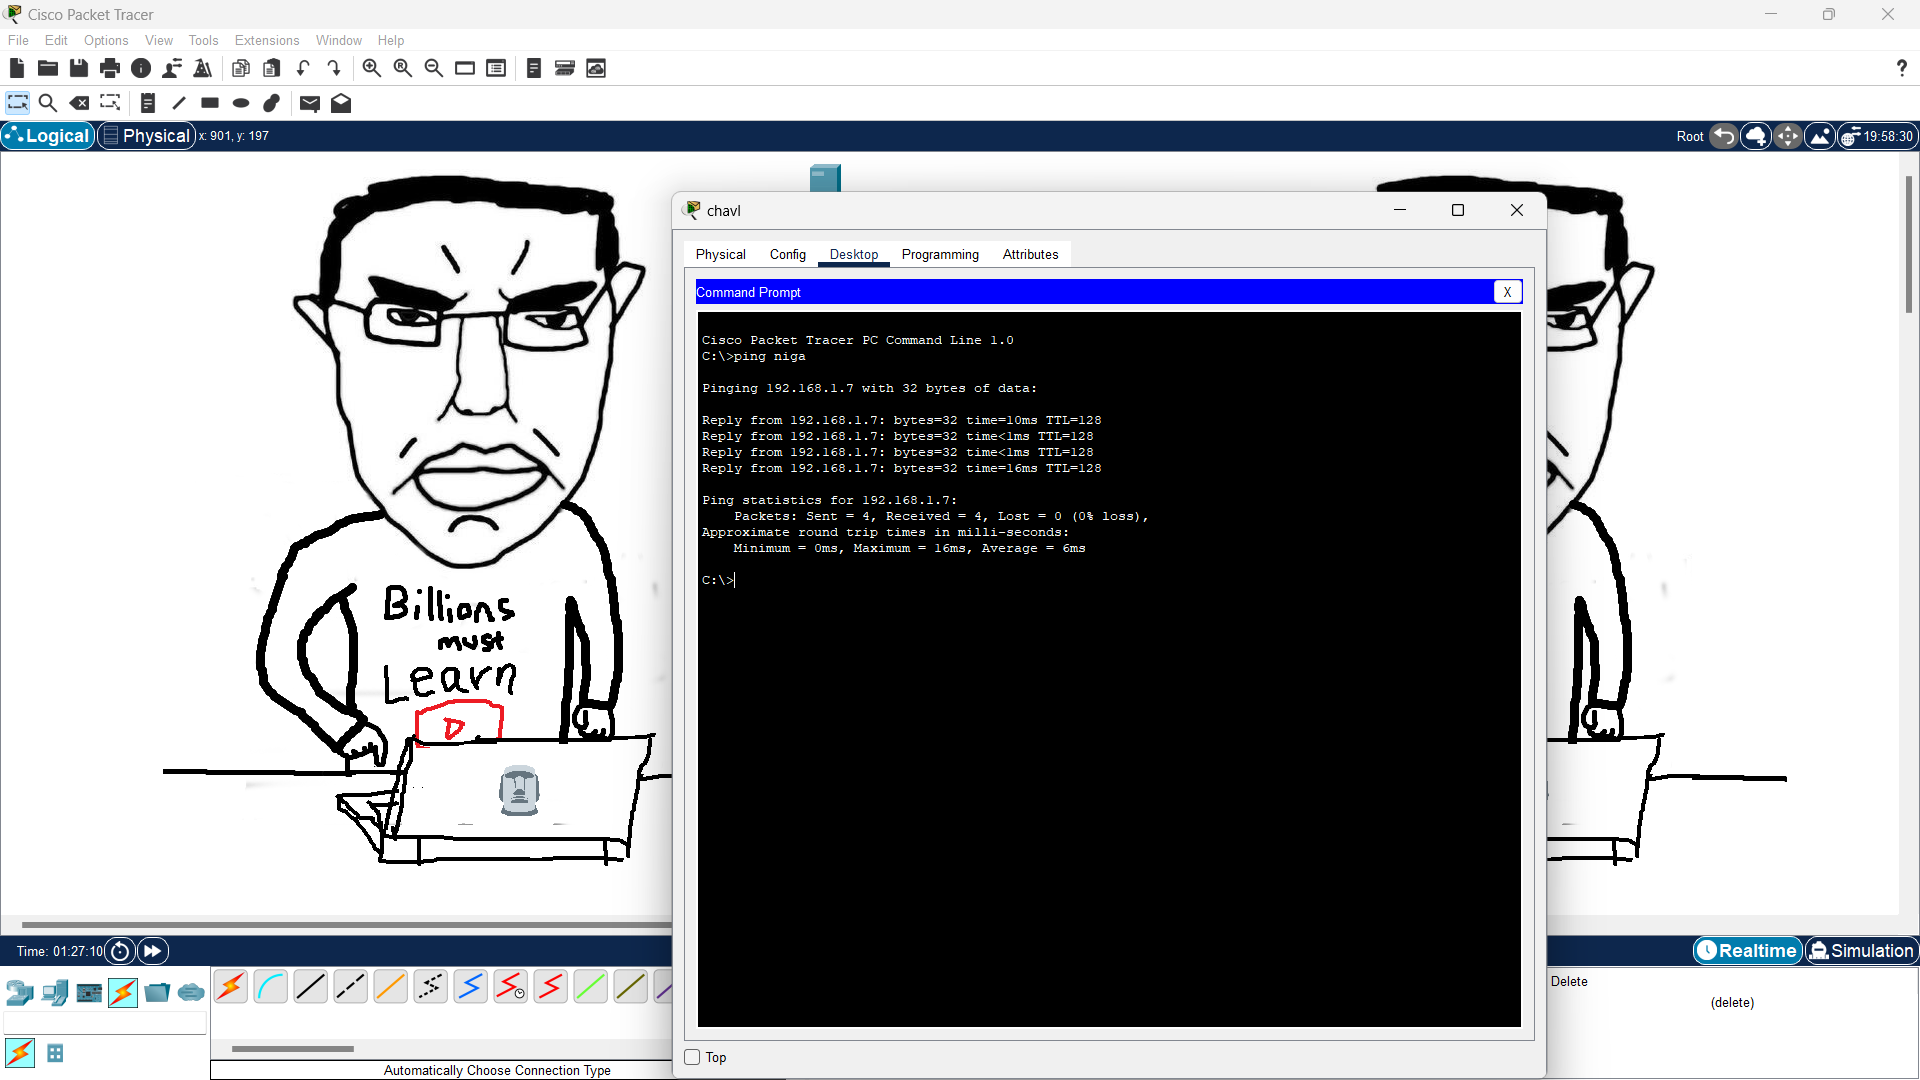 Cisco Packet Tracer
File Edit Options View Tools Extensions Window Help
?
Logical Physical x: 901, y: 197 Root 19:58:30
chavl
Physical Config Desktop Programming Attributes
Command Prompt X
Cisco Packet Tracer PC Command Line 1.0
C:\>ping niga
Pinging 192.168.1.7 with 32 bytes of data:
Reply from 192.168.1.7: bytes=32 time=10ms TTL=128
Reply from 192.168.1.7: bytes=32 time<1ms TTL=128
Reply from 192.168.1.7: bytes=32 time<1ms TTL=128
Reply from 192.168.1.7: bytes=32 time=16ms TTL=128
Ping statistics for 192.168.1.7:
Packets: Sent = 4, Received = 4, Lost = 0 (0% loss),
Approximate round trip times in milli-seconds:
Minimum = 0ms, Maximum = 16ms, Average = 6ms
C:\>
Billions
must
Learn
D
Time: 01:27:10 Realtime Simulation
Delete
(delete)
Top
Automatically Choose Connection Type